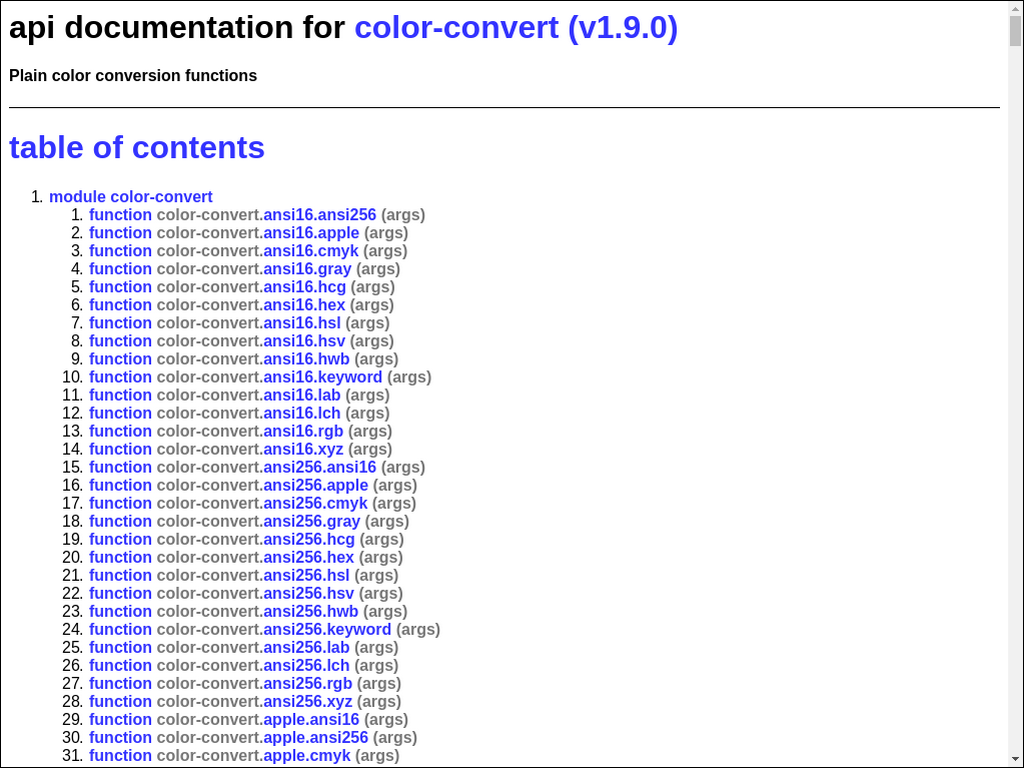 api documentation for color-convert (v1.9.0)
Plain color conversion functions
table of contents
1. module color-convert
1. function color-convert.ansi16.ansi256 (args)
2. function color-convert.ansi16.apple (args)
3. function color-convert.ansi16.cmyk (args)
4. function color-convert.ansi16.gray (args)
5. function color-convert.ansi16.hcg (args)
6. function color-convert.ansi16.hex (args)
7. function color-convert.ansi16.hsl (args)
8. function color-convert.ansi16.hsv (args)
9. function color-convert.ansi16.hwb (args)
10. function color-convert.ansi16.keyword (args)
11. function color-convert.ansi16.lab (args)
12. function color-convert.ansi16.lch (args)
13. function color-convert.ansi16.rgb (args)
14. function color-convert.ansi16.xyz (args)
15. function color-convert.ansi256.ansi16 (args)
16. function color-convert.ansi256.apple (args)
17. function color-convert.ansi256.cmyk (args)
18. function color-convert.ansi256.gray (args)
19. function color-convert.ansi256.hcg (args)
20. function color-convert.ansi256.hex (args)
21. function color-convert.ansi256.hsl (args)
22. function color-convert.ansi256.hsv (args)
23. function color-convert.ansi256.hwb (args)
24. function color-convert.ansi256.keyword (args)
25. function color-convert.ansi256.lab (args)
26. function color-convert.ansi256.lch (args)
27. function color-convert.ansi256.rgb (args)
28. function color-convert.ansi256.xyz (args)
29. function color-convert.apple.ansi16 (args)
30. function color-convert.apple.ansi256 (args)
31. function color-convert.apple.cmyk (args)